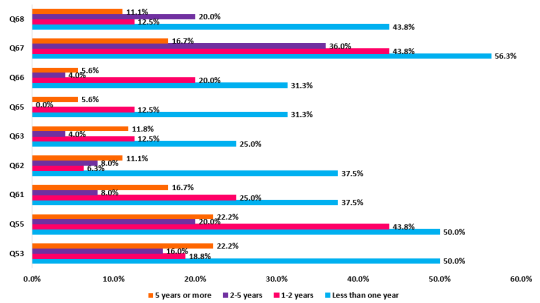 Q68 11.1% 20.0% 12.5% 43.8%
Q67 16.7% 36.0% 43.8% 56.3%
Q66 5.6% 4.0% 20.0% 31.3%
Q65 5.6% 0.0% 12.5% 31.3%
Q63 11.8% 4.0% 12.5% 25.0%
Q62 11.1% 8.0% 6.3% 37.5%
Q61 16.7% 8.0% 25.0% 37.5%
Q55 22.2% 20.0% 43.8% 50.0%
Q53 22.2% 16.0% 18.8% 50.0%
0.0% 10.0% 20.0% 30.0% 40.0% 50.0% 60.0%
5 years or more 2-5 years 1-2 years Less than one year